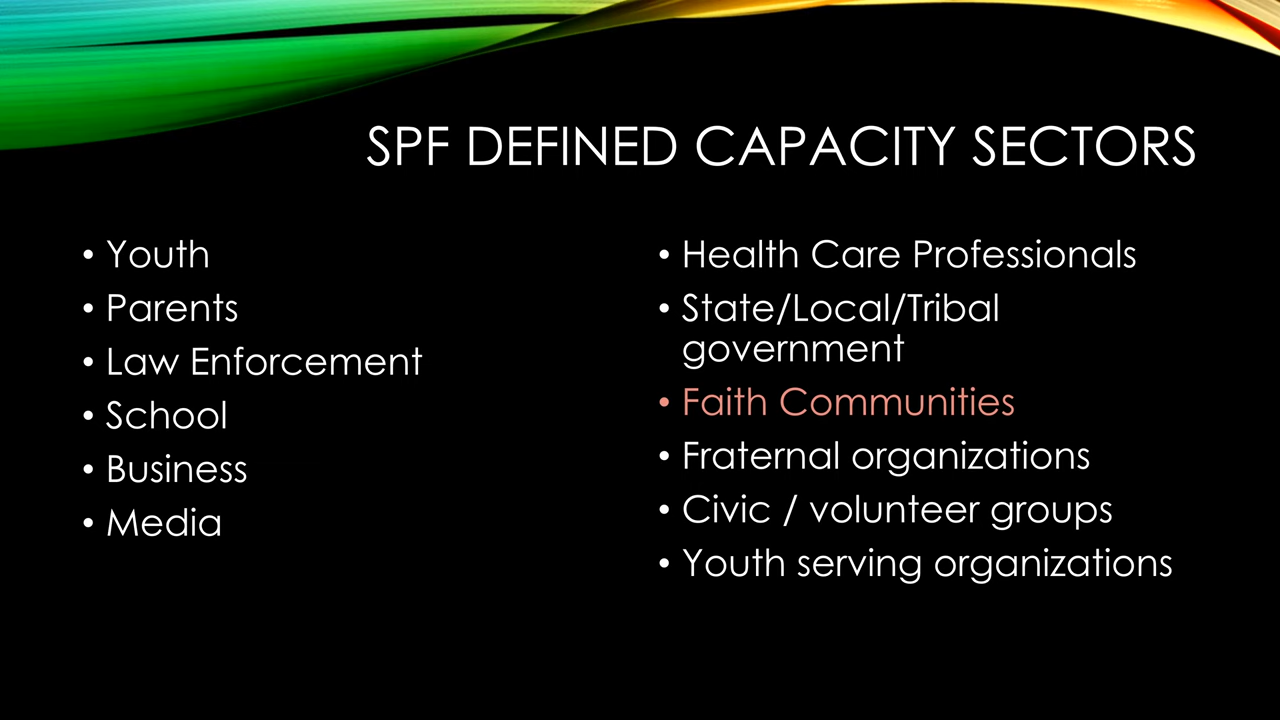 SPF DEFINED CAPACITY SECTORS
• Youth
• Parents
• Law Enforcement
• School
• Business
• Media
• Health Care Professionals
• State/Local/Tribal
government
• Faith Communities
• Fraternal organizations
• Civic / volunteer groups
• Youth serving organizations